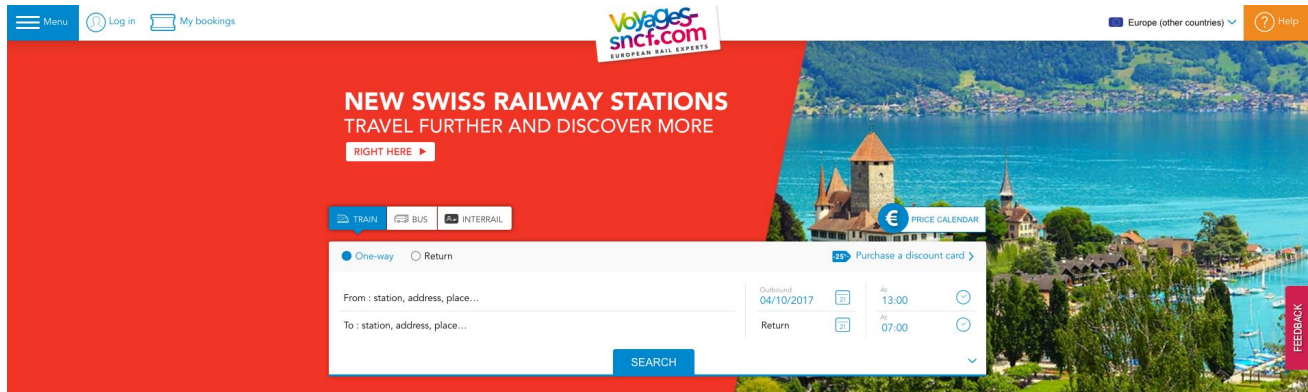 Menu
Log in
My bookings
Voyages-
sncf.com
EUROPEAN RAIL EXPERTS
Europe (other countries)
? Help
NEW SWISS RAILWAY STATIONS
TRAVEL FURTHER AND DISCOVER MORE
RIGHT HERE
TRAIN
BUS
INTERRAIL
€ PRICE CALENDAR
One-way
Return
-25%
Purchase a discount card
From : station, address, place...
Outbound
04/10/2017
21
At
13:00
To : station, address, place...
Return
21
At
07:00
SEARCH
FEEDBACK